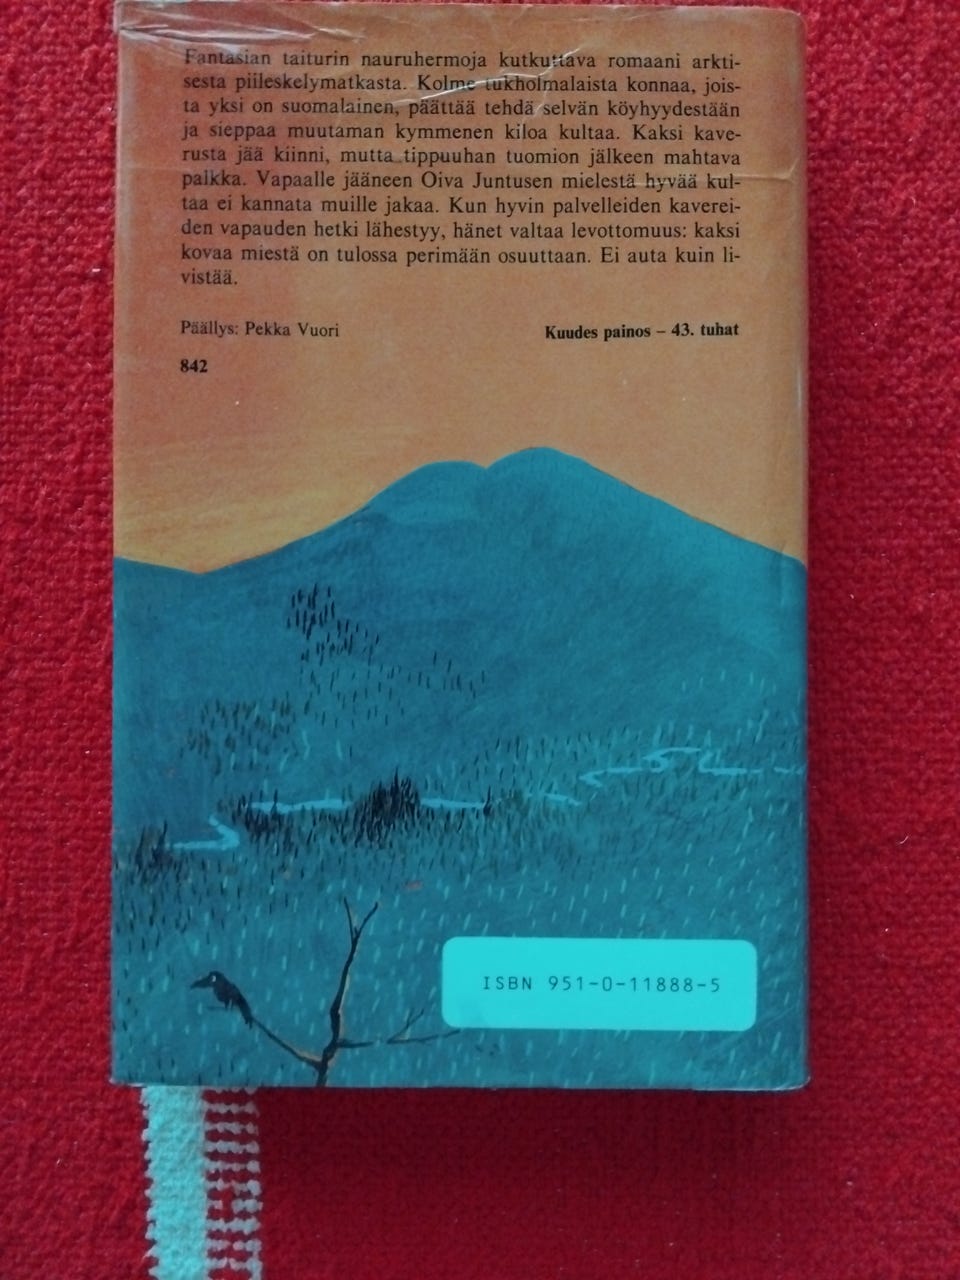 Fantasian taiturin nauruhermoja kutkuttava romaani arkti-
sesta piileskelymatkasta. Kolme tukholmalaista konnaa, jois-
ta yksi on suomalainen, päättää tehdä selvän köyhyydestään
ja sieppaa muutaman kymmenen kiloa kultaa. Kaksi kave-
rusta jää kiinni, mutta tippuuhan tuomion jälkeen mahtava
palkka. Vapaalle jääneen Oiva Juntusen mielestä hyvää kul-
taa ei kannata muille jakaa. Kun hyvin palvelleiden kaverei-
den vapauden hetki lähestyy, hänet valtaa levottomuus: kaksi
kovaa miestä on tulossa perimään osuuttaan. Ei auta kuin li-
vistää.
Päällys: Pekka Vuori
Kuudes painos – 43. tuhat
842
ISBN 951-0-11888-5